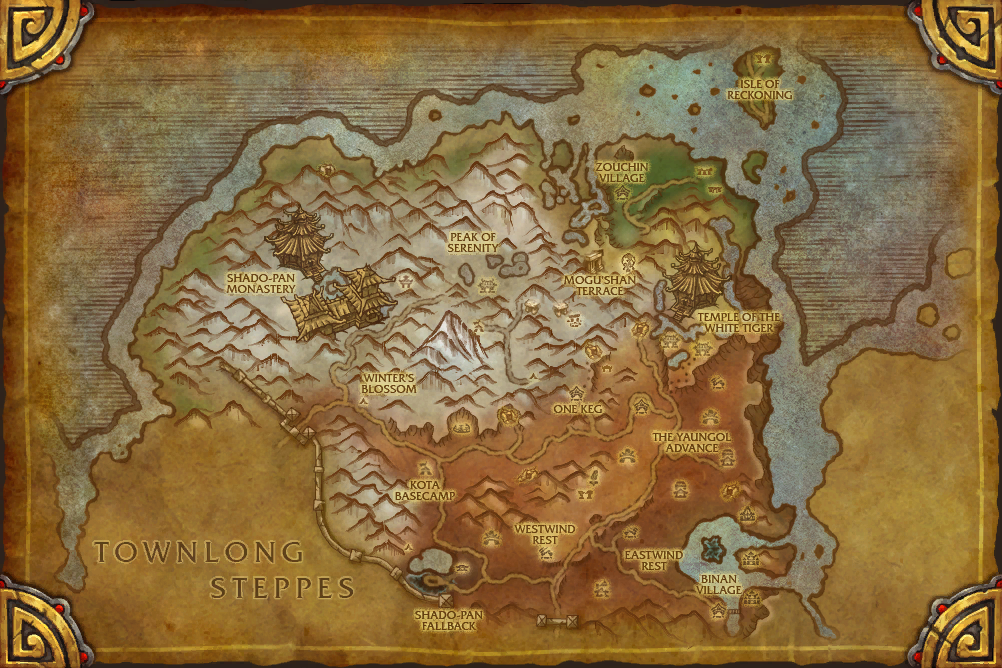 ISLE OF
RECKONING
ZOUCHIN
VILLAGE
PEAK OF
SERENITY
SHADO-PAN
MONASTERY
MOGU'SHAN
TERRACE
TEMPLE OF THE
WHITE TIGER
WINTER'S
BLOSSOM
ONE KEG
THE YAUNGOL
ADVANCE
KOTA
BASECAMP
WESTWIND
REST
EASTWIND
REST
TOWNLONG
STEPPES
BINAN
VILLAGE
SHADO-PAN
FALLBACK